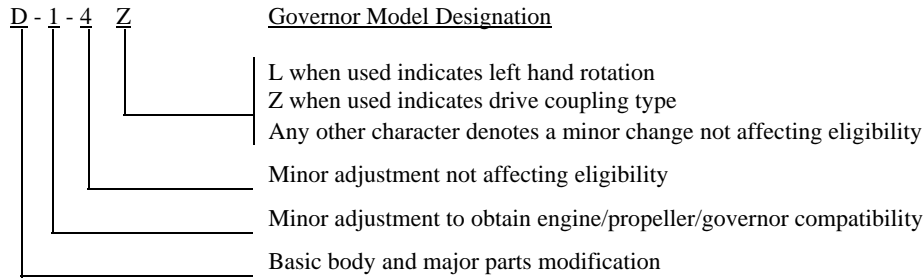 D - 1 - 4 Z Governor Model Designation
L when used indicates left hand rotation
Z when used indicates drive coupling type
Any other character denotes a minor change not affecting eligibility
Minor adjustment not affecting eligibility
Minor adjustment to obtain engine/propeller/governor compatibility
Basic body and major parts modification